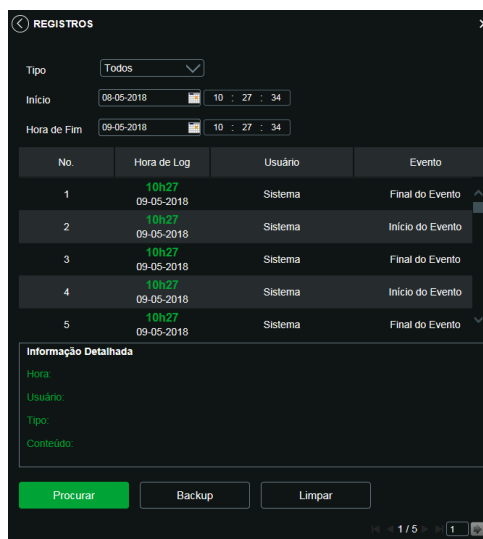 REGISTROS
Tipo Todos
Início 08-05-2018 10 : 27 : 34
Hora de Fim 09-05-2018 10 : 27 : 34
No. Hora de Log Usuário Evento
1 10h27 09-05-2018 Sistema Final do Evento
2 10h27 09-05-2018 Sistema Início do Evento
3 10h27 09-05-2018 Sistema Final do Evento
4 10h27 09-05-2018 Sistema Início do Evento
5 10h27 09-05-2018 Sistema Final do Evento
Informação Detalhada
Hora:
Usuário:
Tipo:
Conteúdo:
Procurar Backup Limpar
1 / 5 1